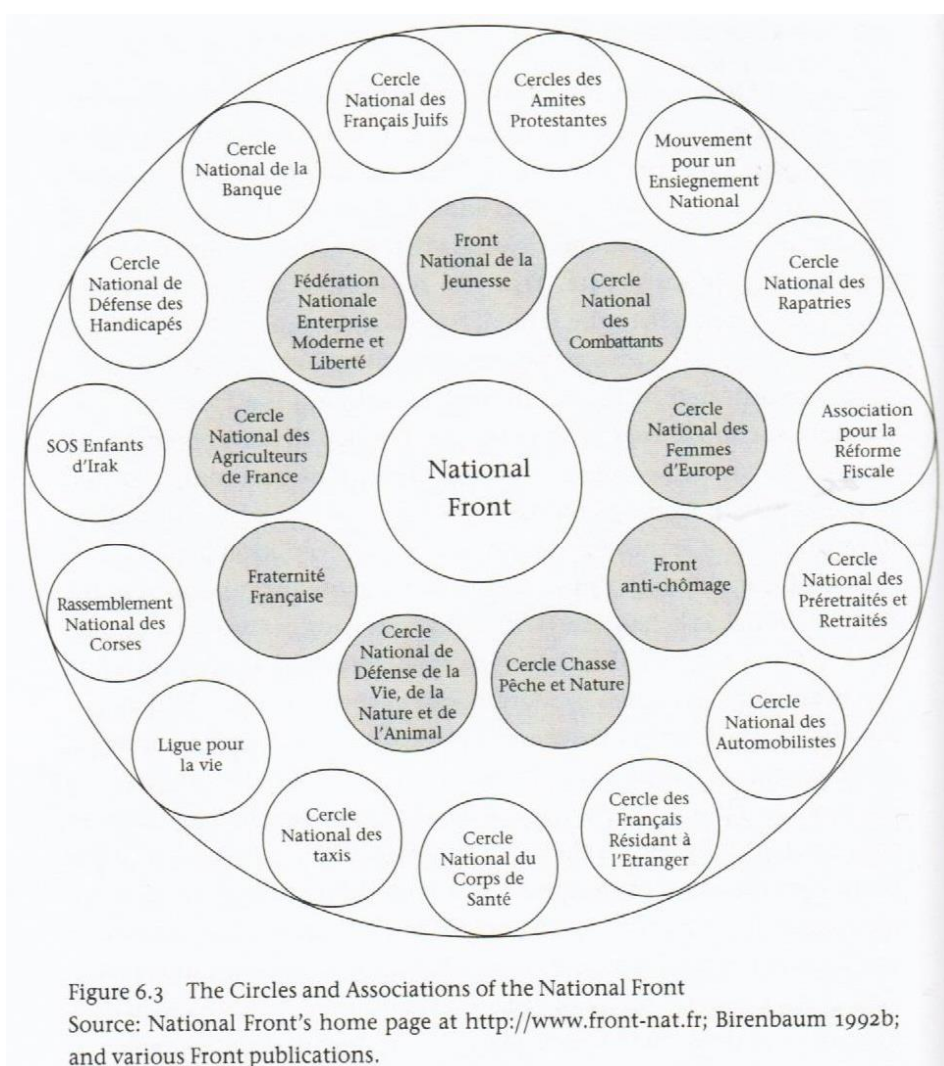 Cercle
National des
Français Juifs
Cercles des
Amites
Protestantes
Mouvement
pour un
Ensiegnement
National
Cercle
National des
Rapatries
Association
pour la
Réforme
Fiscale
Cercle
National des
Préretraités et
Retraités
Cercle
National des
Automobilistes
Cercle des
Français
Résidant à
l'Etranger
Cercle
National du
Corps de
Santé
Cercle
National des
taxis
Ligue pour
la vie
Rassemblement
National des
Corses
SOS Enfants
d'Irak
Cercle
National de
Défense des
Handicapés
Cercle
National de la
Banque
Front
National de la
Jeunesse
Cercle
National
des
Combattants
Cercle
National des
Femmes
d'Europe
Front
anti-chômage
Cercle Chasse
Pêche et Nature
Cercle
National de
Défense de la
Vie, de la
Nature et de
l'Animal
Fraternité
Française
Cercle
National des
Agriculteurs
de France
Fédération
Nationale
Enterprise
Moderne et
Liberté
National
Front
Figure 6.3 The Circles and Associations of the National Front
Source: National Front's home page at http://www.front-nat.fr; Birenbaum 1992b;
and various Front publications.